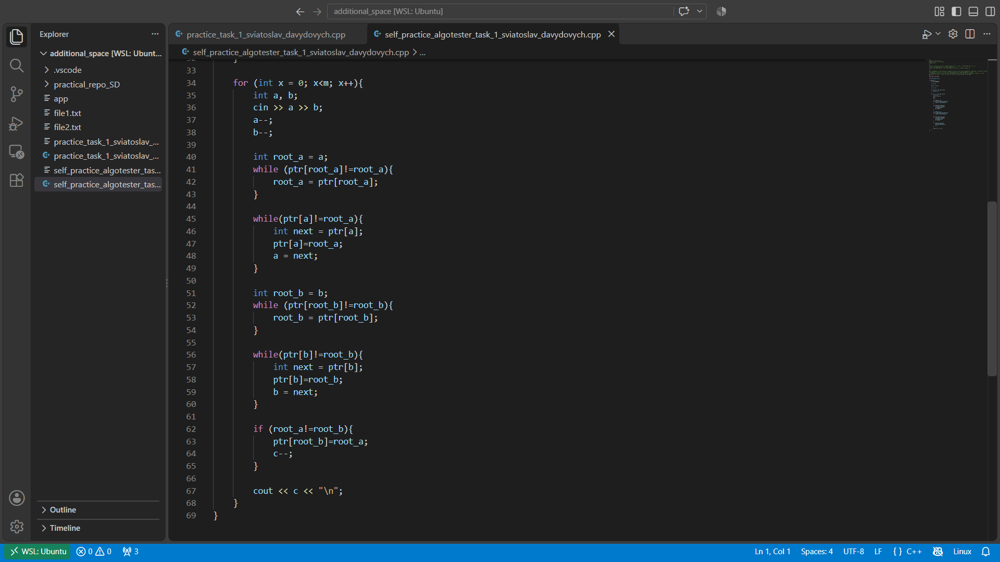 additional_space [WSL: Ubuntu]
Explorer
additional_space [WSL: Ubunt...
.vscode
practical_repo_SD
app
file1.txt
file2.txt
practice_task_1_sviatoslav_...
practice_task_1_sviatoslav_...
self_practice_algotester_tas...
self_practice_algotester_tas...
Outline
Timeline
practice_task_1_sviatoslav_davydovych.cpp
self_practice_algotester_task_1_sviatoslav_davydovych.cpp
self_practice_algotester_task_1_sviatoslav_davydovych.cpp > ...
32 }
33
34 for (int x = 0; x<m; x++){
35 int a, b;
36 cin >> a >> b;
37 a--;
38 b--;
39
40 int root_a = a;
41 while (ptr[root_a]!=root_a){
42 root_a = ptr[root_a];
43 }
44
45 while(ptr[a]!=root_a){
46 int next = ptr[a];
47 ptr[a]=root_a;
48 a = next;
49 }
50
51 int root_b = b;
52 while (ptr[root_b]!=root_b){
53 root_b = ptr[root_b];
54 }
55
56 while(ptr[b]!=root_b){
57 int next = ptr[b];
58 ptr[b]=root_b;
59 b = next;
60 }
61
62 if (root_a!=root_b){
63 ptr[root_b]=root_a;
64 c--;
65 }
66
67 cout << c << "\n";
68 }
69 }
WSL: Ubuntu 0 0 3 Ln 1, Col 1 Spaces: 4 UTF-8 LF {} C++ Linux